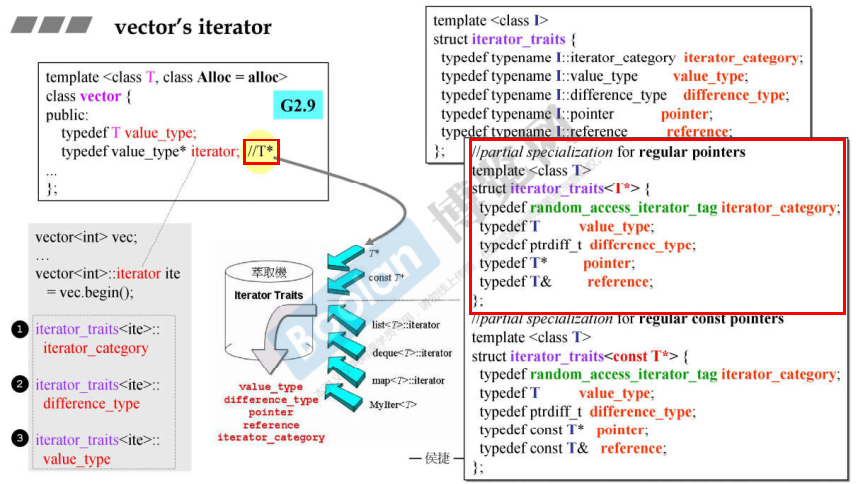 vector's iterator
template <class T, class Alloc = alloc>
class vector {
public:
typedef T value_type;
typedef value_type* iterator; //T*
...
};
G2.9
vector<int> vec;
…
vector<int>::iterator ite
= vec.begin();
❶ iterator_traits<ite>::
iterator_category
❷ iterator_traits<ite>::
difference_type
❸ iterator_traits<ite>::
value_type
萃取機
Iterator Traits
T*
const T*
list<T>::iterator
deque<T>::iterator
map<T>::iterator
MyIter<T>
value_type
difference_type
pointer
reference
iterator_category
template <class I>
struct iterator_traits {
typedef typename I::iterator_category iterator_category;
typedef typename I::value_type value_type;
typedef typename I::difference_type difference_type;
typedef typename I::pointer pointer;
typedef typename I::reference reference;
};
//partial specialization for regular pointers
template <class T>
struct iterator_traits<T*> {
typedef random_access_iterator_tag iterator_category;
typedef T value_type;
typedef ptrdiff_t difference_type;
typedef T* pointer;
typedef T& reference;
};
//partial specialization for regular const pointers
template <class T>
struct iterator_traits<const T*> {
typedef random_access_iterator_tag iterator_category;
typedef T value_type;
typedef ptrdiff_t difference_type;
typedef const T* pointer;
typedef const T& reference;
};
— 侯捷 —
Boolan
博览网